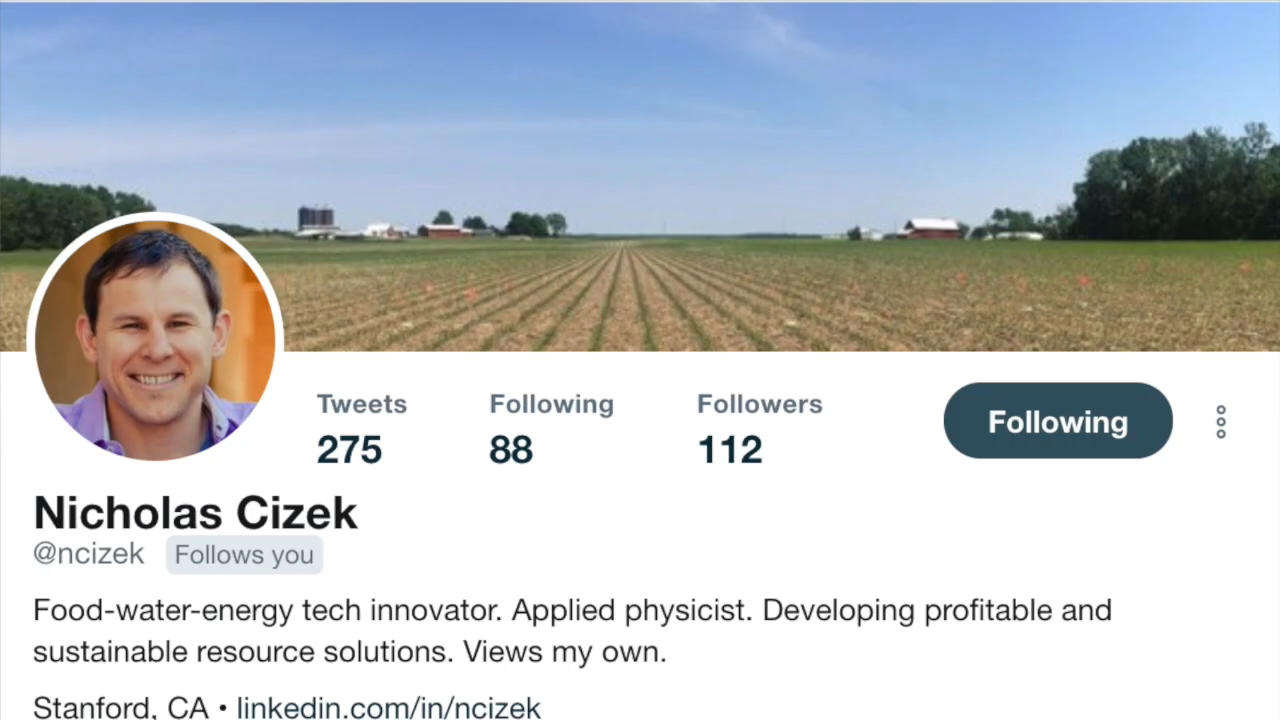 Tweets Following Followers
275 88 112
Following
Nicholas Cizek
@ncizek Follows you
Food-water-energy tech innovator. Applied physicist. Developing profitable and
sustainable resource solutions. Views my own.
Stanford, CA • linkedin.com/in/ncizek